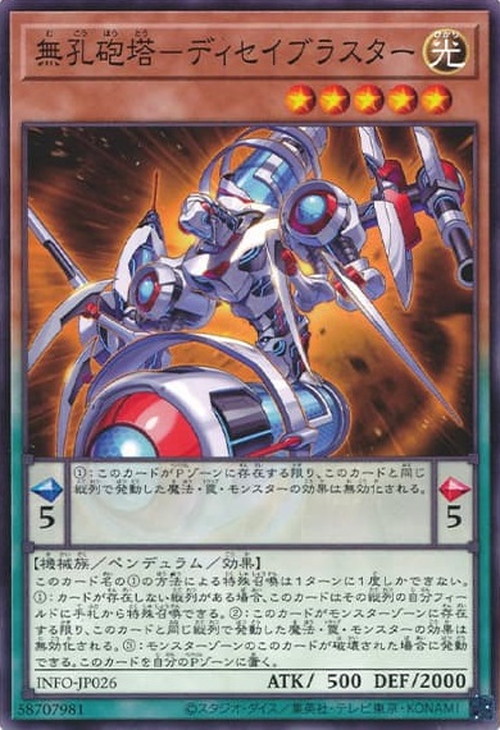 無孔砲塔－ディセイブラスター
光
①：このカードがPゾーンに存在する限り、このカードと同じ
縦列で発動した魔法・罠・モンスターの効果は無効化される。
5
5
【機械族／ペンデュラム／効果】
このカード名の①の方法による特殊召喚は1ターンに1度しかできない。
①：カードが存在しない縦列がある場合、このカードはその縦列の自分フィー
ルドに手札から特殊召喚できる。②：このカードがモンスターゾーンに存在
する限り、このカードと同じ縦列で発動した魔法・罠・モンスターの効果は
無効化される。③：モンスターゾーンのこのカードが破壊された場合に発動
できる。このカードを自分のPゾーンに置く。
INFO-JP026
ATK/ 500 DEF/2000
58707981
©スタジオ・ダイス／集英社・テレビ東京・KONAMI